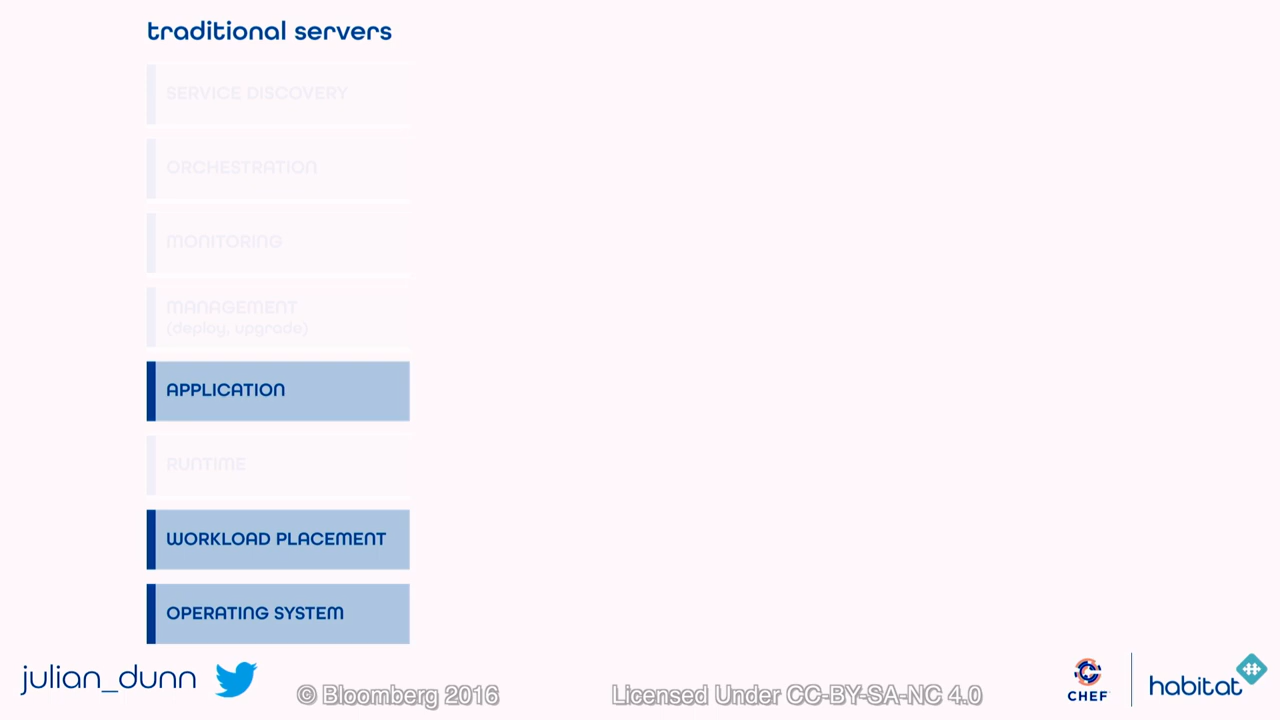 traditional servers
SERVICE DISCOVERY
ORCHESTRATION
MONITORING
MANAGEMENT
(deploy, upgrade)
APPLICATION
RUNTIME
WORKLOAD PLACEMENT
OPERATING SYSTEM
julian_dunn
© Bloomberg 2016
Licensed Under CC-BY-SA-NC 4.0
CHEF
habitat